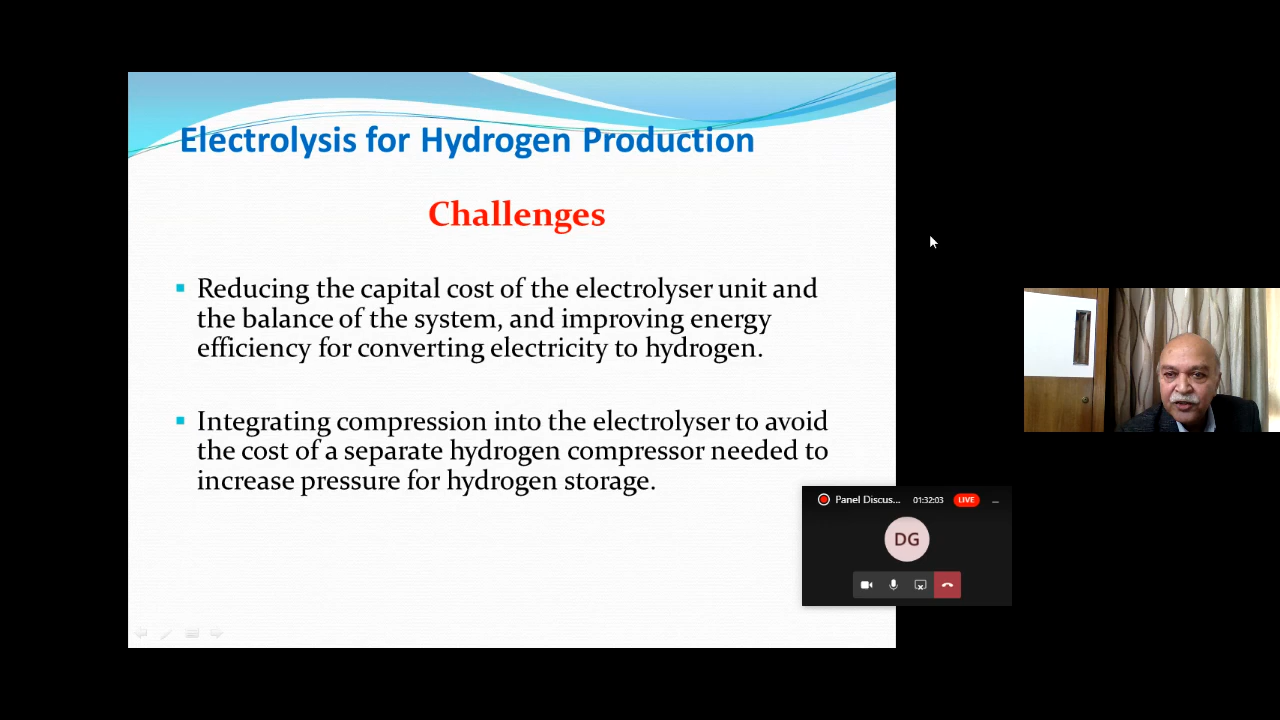 Electrolysis for Hydrogen Production
Challenges
Reducing the capital cost of the electrolyser unit and
the balance of the system, and improving energy
efficiency for converting electricity to hydrogen.
Integrating compression into the electrolyser to avoid
the cost of a separate hydrogen compressor needed to
increase pressure for hydrogen storage.
Panel Discus... 01:32:03 LIVE
DG